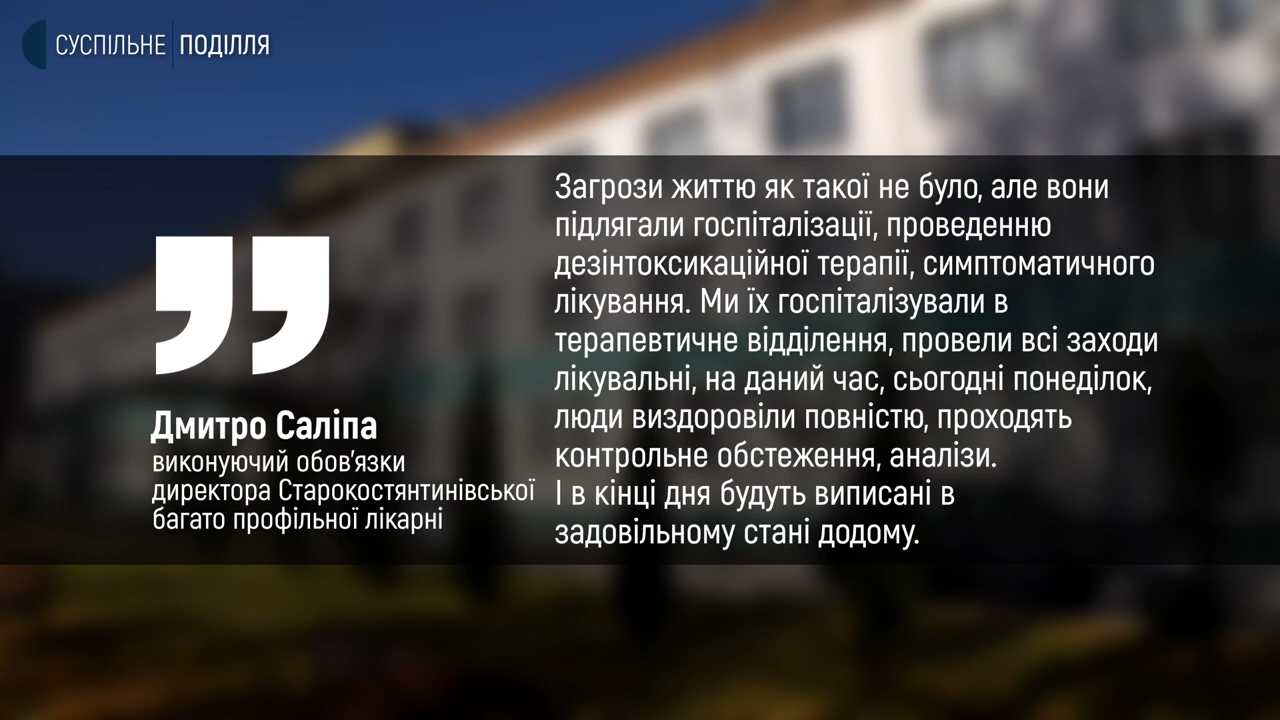 СУСПІЛЬНЕ ПОДІЛЛЯ
Дмитро Саліпа
виконуючий обов'язки
директора Старокостянтинівської
багато профільної лікарні
Загрози життю як такої не було, але вони
підлягали госпіталізації, проведенню
дезінтоксикаційної терапії, симптоматичного
лікування. Ми їх госпіталізували в
терапевтичне відділення, провели всі заходи
лікувальні, на даний час, сьогодні понеділок,
люди виздоровіли повністю, проходять
контрольне обстеження, аналізи.
І в кінці дня будуть виписані в
задовільному стані додому.